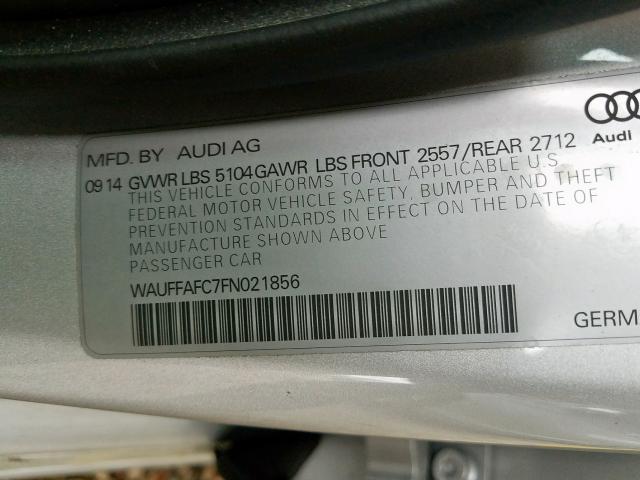 MFD. BY AUDI AG
Audi
09 14 GVWR LBS 5104 GAWR LBS FRONT 2557/REAR 2712
THIS VEHICLE CONFORMS TO ALL APPLICABLE U.S.
FEDERAL MOTOR VEHICLE SAFETY, BUMPER AND THEFT
PREVENTION STANDARDS IN EFFECT ON THE DATE OF
MANUFACTURE SHOWN ABOVE
PASSENGER CAR
WAUFFAFC7FN021856
GERM